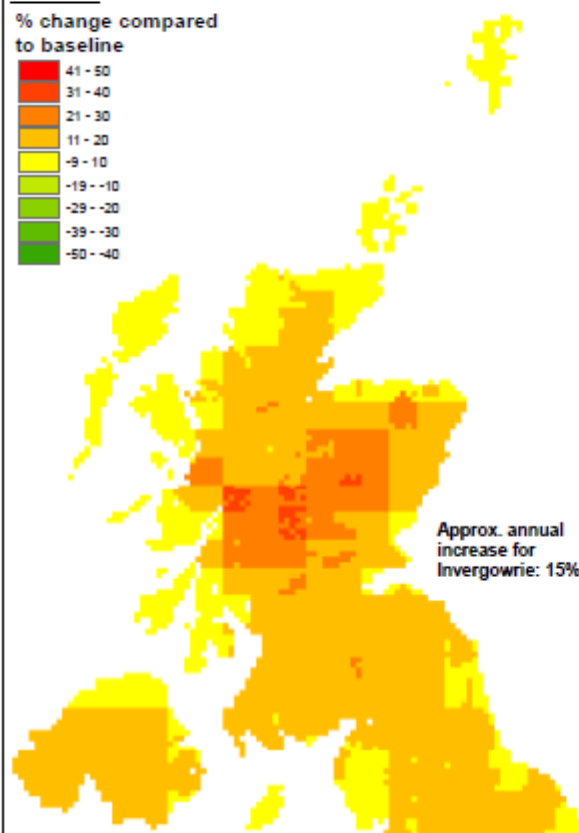 % change compared
to baseline
41 - 50
31 - 40
21 - 30
11 - 20
-9 - 10
-19 - -10
-29 - -20
-39 - -30
-50 - -40
Approx. annual
increase for
Invergowrie: 15%